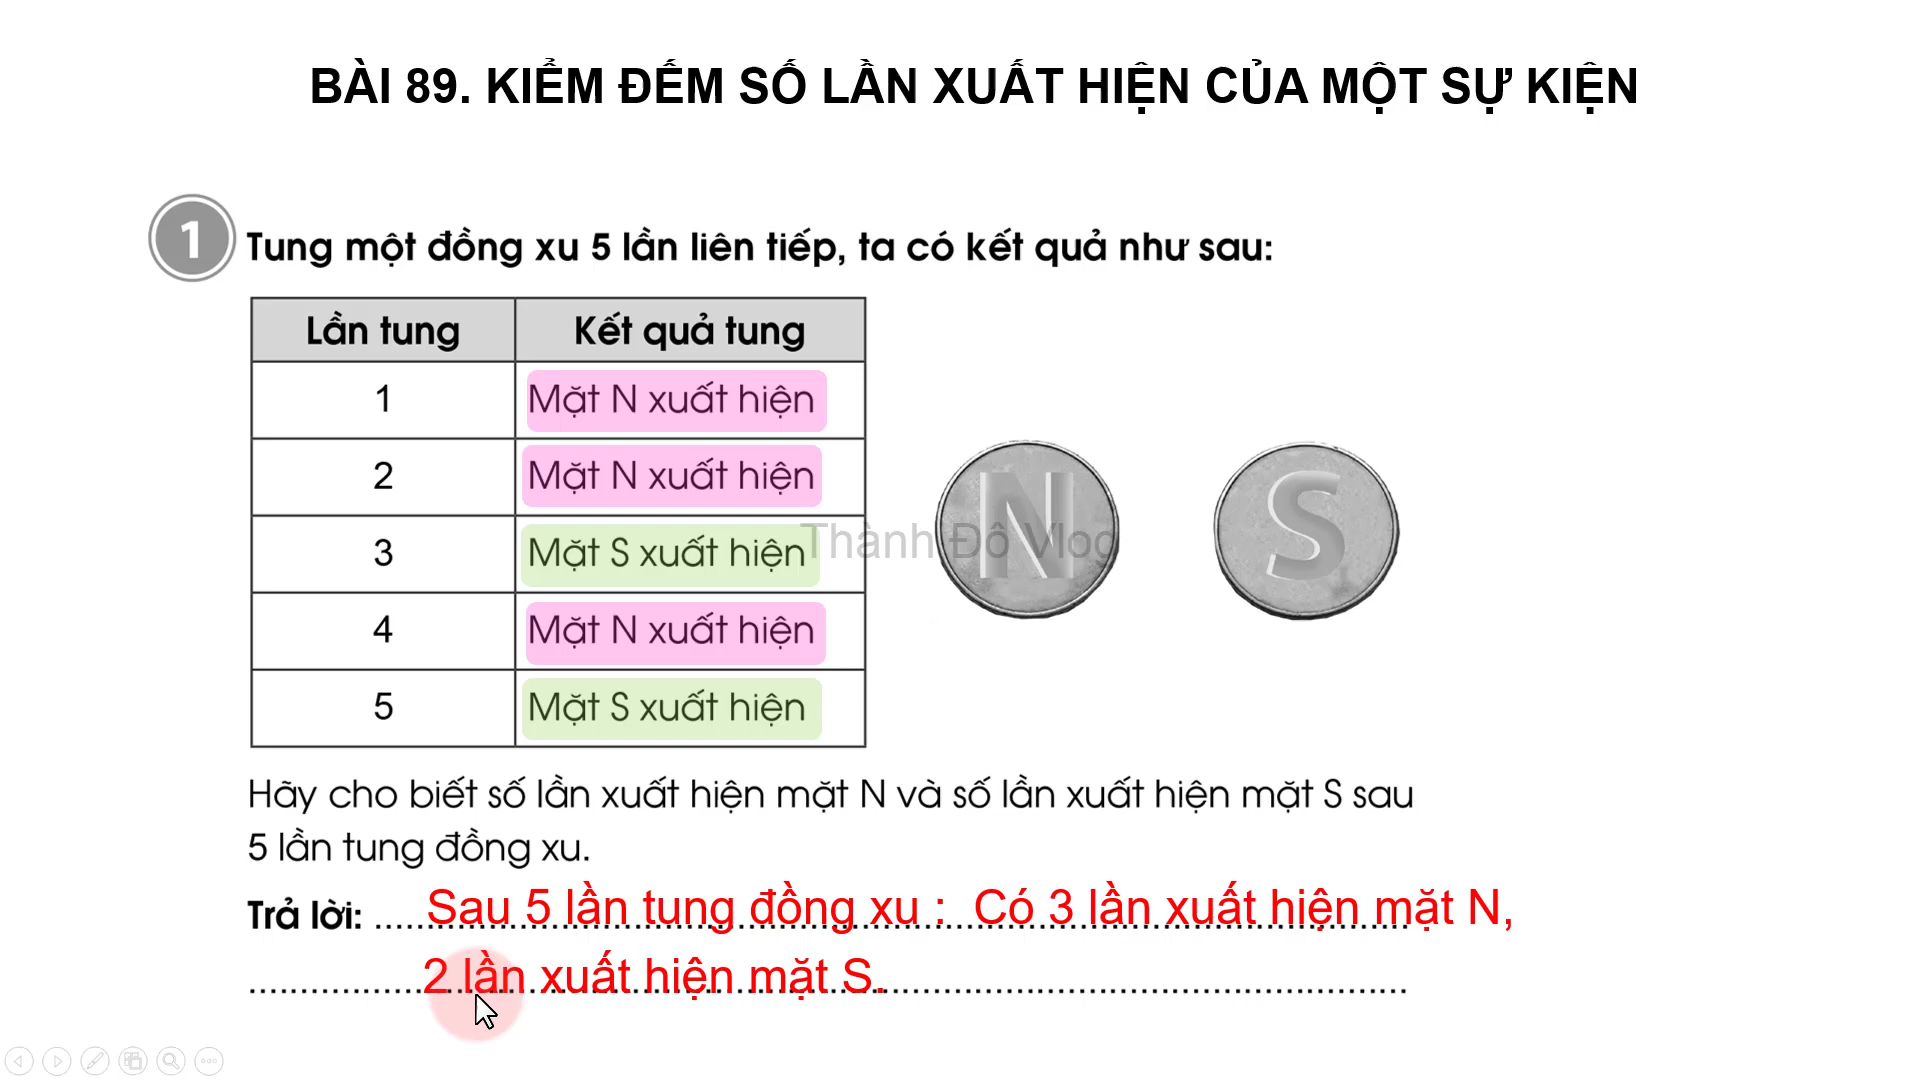 BÀI 89. KIỂM ĐẾM SỐ LẦN XUẤT HIỆN CỦA MỘT SỰ KIỆN
1 Tung một đồng xu 5 lần liên tiếp, ta có kết quả như sau:
Lần tung Kết quả tung
1 Mặt N xuất hiện
2 Mặt N xuất hiện
3 Mặt S xuất hiện
4 Mặt N xuất hiện
5 Mặt S xuất hiện
Thành Đô Vlog
N S
Hãy cho biết số lần xuất hiện mặt N và số lần xuất hiện mặt S sau
5 lần tung đồng xu.
Trả lời: Sau 5 lần tung đồng xu : Có 3 lần xuất hiện mặt N,
2 lần xuất hiện mặt S.